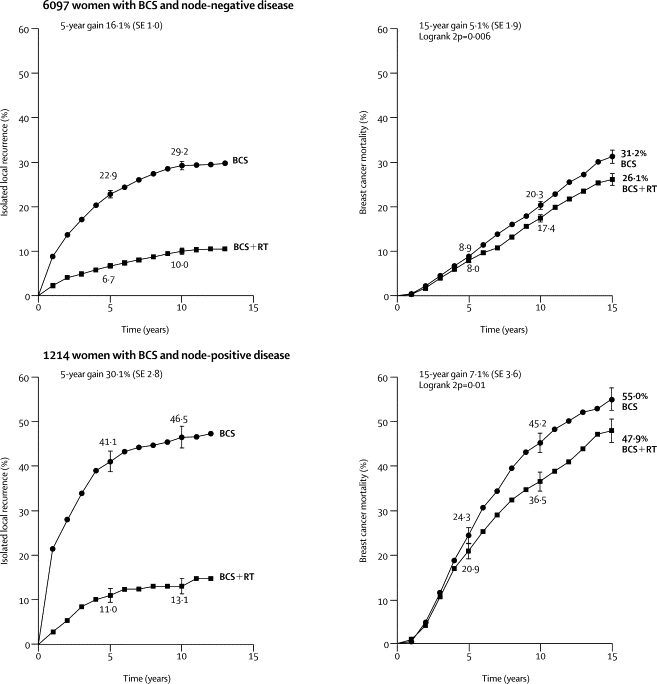 6097 women with BCS and node-negative disease
5-year gain 16·1% (SE 1·0)
Isolated local recurrence (%)
60
50
40
30
20
10
0
22·9
29·2
BCS
6·7
10·0
BCS+RT
0
5
10
15
Time (years)
15-year gain 5·1% (SE 1·9)
Logrank 2p=0·006
Breast cancer mortality (%)
60
50
40
30
20
10
0
8·9
8·0
20·3
17·4
31·2%
BCS
26·1%
BCS+RT
0
5
10
15
Time (years)
1214 women with BCS and node-positive disease
5-year gain 30·1% (SE 2·8)
Isolated local recurrence (%)
60
50
40
30
20
10
0
41·1
46·5
BCS
11·0
13·1
BCS+RT
0
5
10
15
Time (years)
15-year gain 7·1% (SE 3·6)
Logrank 2p=0·01
Breast cancer mortality (%)
60
50
40
30
20
10
0
24·3
20·9
45·2
36·5
55·0%
BCS
47·9%
BCS+RT
0
5
10
15
Time (years)